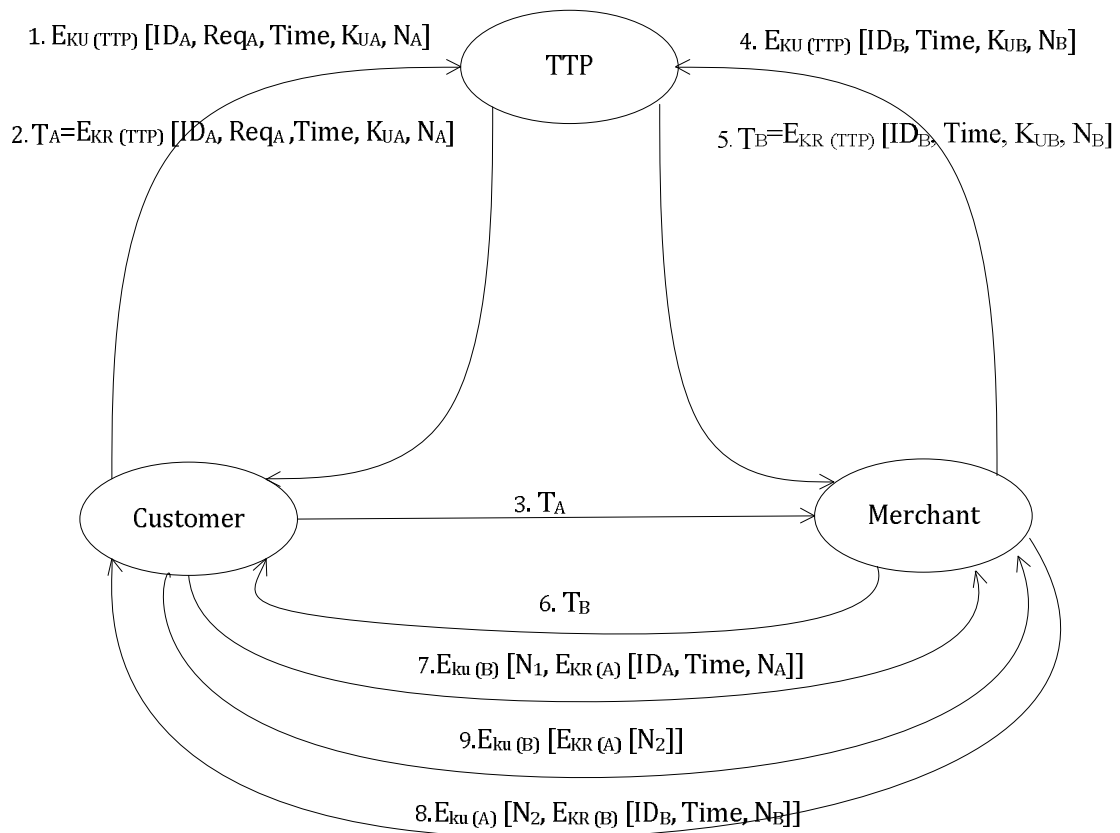 1. EKU (TTP) [IDA, ReqA, Time, KUA, NA]
4. EKU (TTP) [IDB, Time, KUB, NB]
TTP
2. TA=EKR (TTP) [IDA, ReqA ,Time, KUA, NA]
5. TB=EKR (TTP) [IDB, Time, KUB, NB]
Customer
3. TA
Merchant
6. TB
7.Eku (B) [N1, EKR (A) [IDA, Time, NA]]
9.Eku (B) [EKR (A) [N2]]
8.Eku (A) [N2, EKR (B) [IDB, Time, NB]]